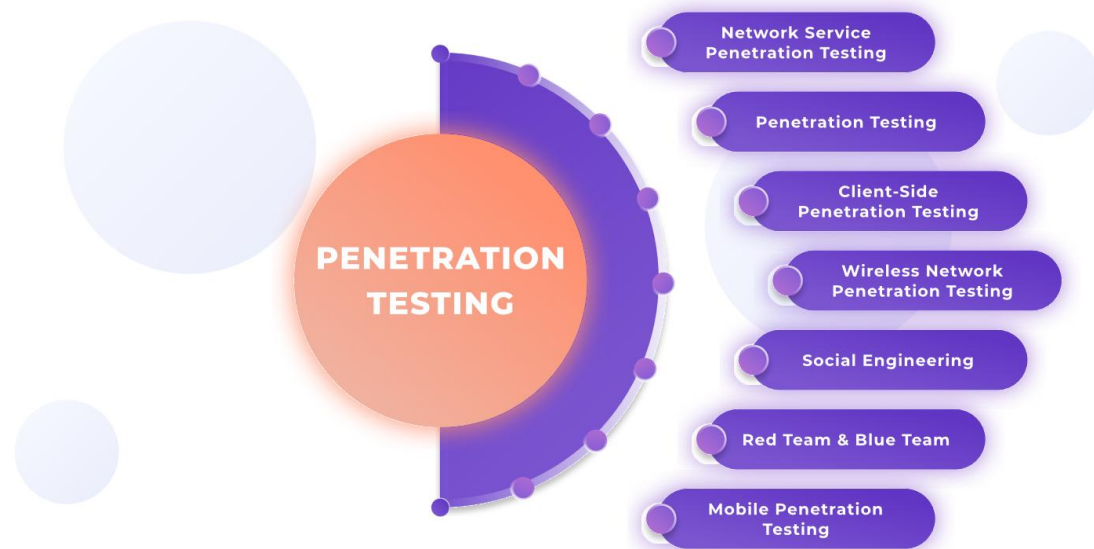 PENETRATION
TESTING
Network Service
Penetration Testing
Penetration Testing
Client-Side
Penetration Testing
Wireless Network
Penetration Testing
Social Engineering
Red Team & Blue Team
Mobile Penetration
Testing